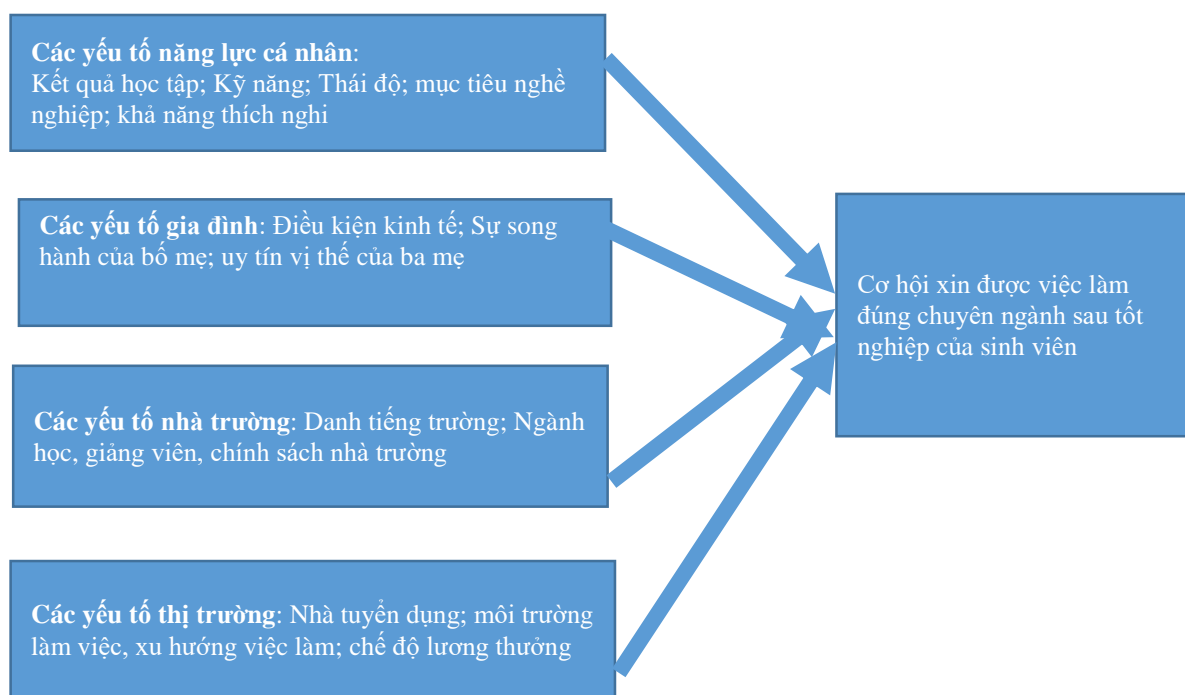 Các yếu tố năng lực cá nhân:
Kết quả học tập; Kỹ năng; Thái độ; mục tiêu nghề
nghiệp; khả năng thích nghi
Các yếu tố gia đình: Điều kiện kinh tế; Sự song
hành của bố mẹ; uy tín vị thế của ba mẹ
Các yếu tố nhà trường: Danh tiếng trường; Ngành
học, giảng viên, chính sách nhà trường
Các yếu tố thị trường: Nhà tuyển dụng; môi trường
làm việc, xu hướng việc làm; chế độ lương thưởng
Cơ hội xin được việc làm
đúng chuyên ngành sau tốt
nghiệp của sinh viên